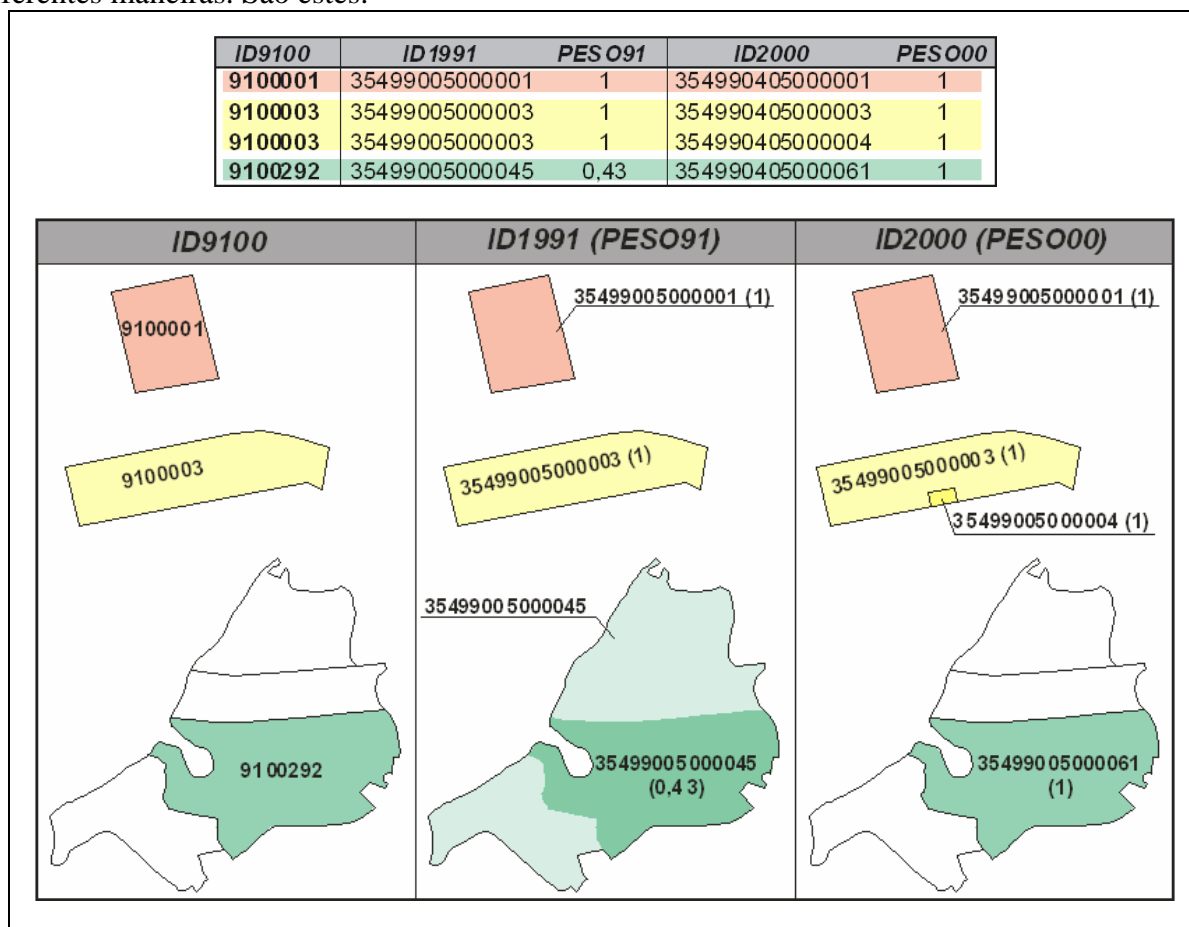 ferentes maneiras. São estes:
ID9100 ID1991 PESO91 ID2000 PESO00
9100001 35499005000001 1 354990405000001 1
9100003 35499005000003 1 354990405000003 1
9100003 35499005000003 1 354990405000004 1
9100292 35499005000045 0,43 354990405000061 1
ID9100 ID1991 (PESO91) ID2000 (PESO00)
9100001
35499005000001 (1)
35499005000001 (1)
9100003
35499005000003 (1)
35499005000003 (1)
35499005000004 (1)
35499005000045
9100292
35499005000045
(0,43)
35499005000061
(1)